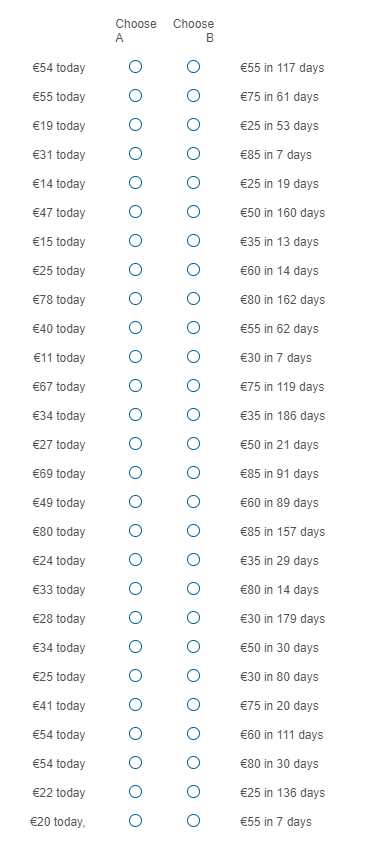 Choose Choose
A B
€54 today €55 in 117 days
€55 today €75 in 61 days
€19 today €25 in 53 days
€31 today €85 in 7 days
€14 today €25 in 19 days
€47 today €50 in 160 days
€15 today €35 in 13 days
€25 today €60 in 14 days
€78 today €80 in 162 days
€40 today €55 in 62 days
€11 today €30 in 7 days
€67 today €75 in 119 days
€34 today €35 in 186 days
€27 today €50 in 21 days
€69 today €85 in 91 days
€49 today €60 in 89 days
€80 today €85 in 157 days
€24 today €35 in 29 days
€33 today €80 in 14 days
€28 today €30 in 179 days
€34 today €50 in 30 days
€25 today €30 in 80 days
€41 today €75 in 20 days
€54 today €60 in 111 days
€54 today €80 in 30 days
€22 today €25 in 136 days
€20 today, €55 in 7 days